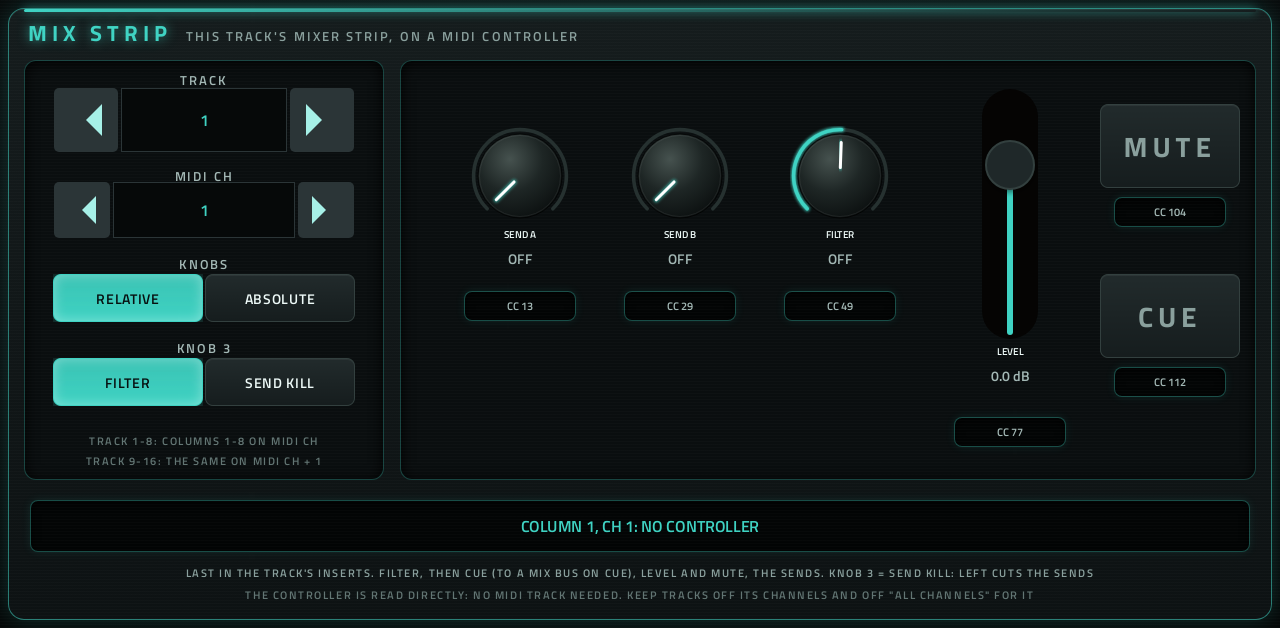 MIX STRIP THIS TRACK'S MIXER STRIP, ON A MIDI CONTROLLER
TRACK
1
MIDI CH
1
KNOBS
RELATIVE ABSOLUTE
KNOB 3
FILTER SEND KILL
TRACK 1-8: COLUMNS 1-8 ON MIDI CH
TRACK 9-16: THE SAME ON MIDI CH + 1
SEND A SEND B FILTER
OFF OFF OFF
CC 13 CC 29 CC 49
LEVEL
0.0 dB
CC 77
MUTE
CC 104
CUE
CC 112
COLUMN 1, CH 1: NO CONTROLLER
LAST IN THE TRACK'S INSERTS. FILTER, THEN CUE (TO A MIX BUS ON CUE), LEVEL AND MUTE, THE SENDS. KNOB 3 = SEND KILL: LEFT CUTS THE SENDS
THE CONTROLLER IS READ DIRECTLY: NO MIDI TRACK NEEDED. KEEP TRACKS OFF ITS CHANNELS AND OFF "ALL CHANNELS" FOR IT